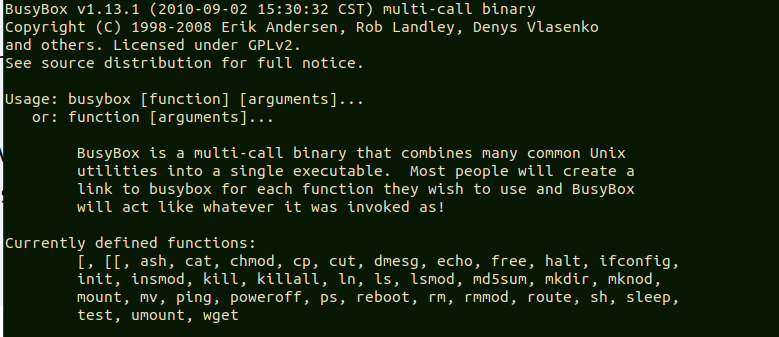 BusyBox v1.13.1 (2010-09-02 15:30:32 CST) multi-call binary
Copyright (C) 1998-2008 Erik Andersen, Rob Landley, Denys Vlasenko
and others. Licensed under GPLv2.
See source distribution for full notice.
Usage: busybox [function] [arguments]...
or: function [arguments]...
BusyBox is a multi-call binary that combines many common Unix
utilities into a single executable.  Most people will create a
link to busybox for each function they wish to use and BusyBox
will act like whatever it was invoked as!
Currently defined functions:
[, [[, ash, cat, chmod, cp, cut, dmesg, echo, free, halt, ifconfig,
init, insmod, kill, killall, ln, ls, lsmod, md5sum, mkdir, mknod,
mount, mv, ping, poweroff, ps, reboot, rm, rmmod, route, sh, sleep,
test, umount, wget